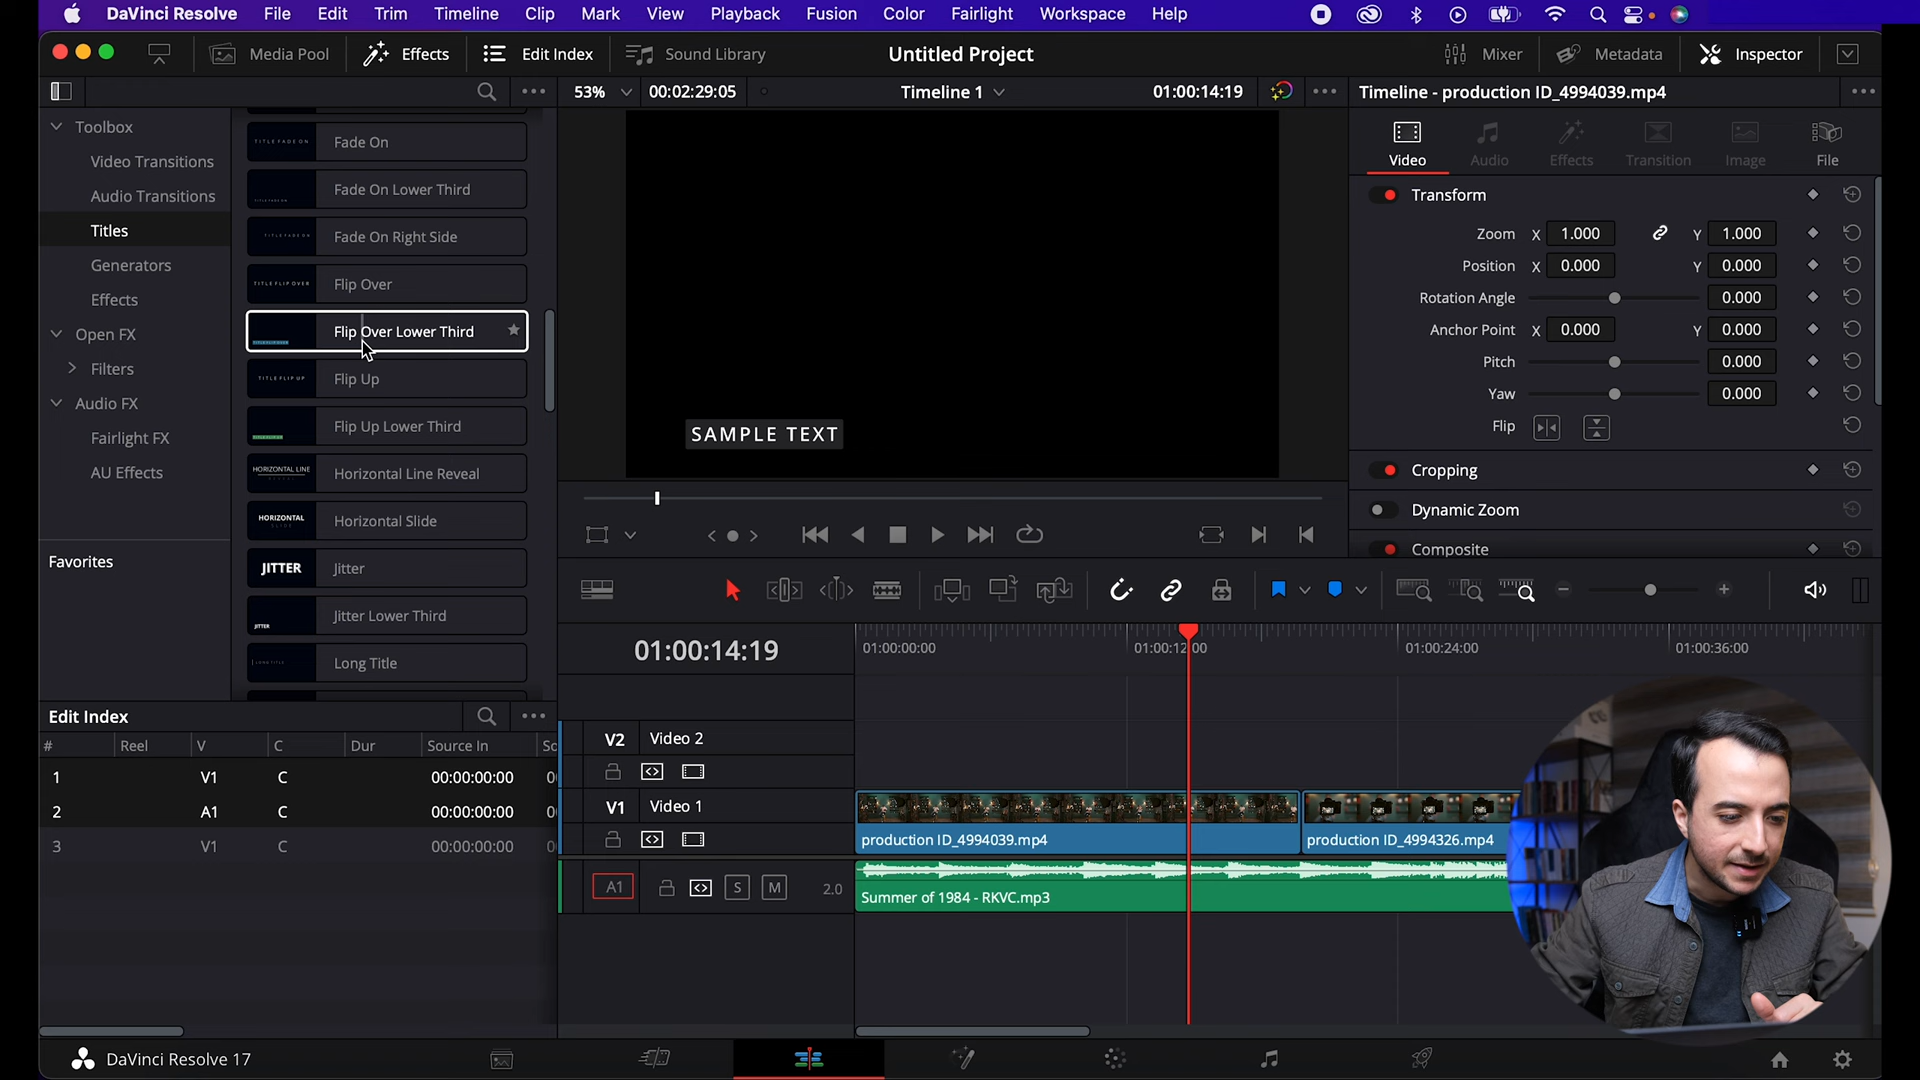 DaVinci Resolve File Edit Trim Timeline Clip Mark View Playback Fusion Color Fairlight Workspace Help
Media Pool Effects Edit Index Sound Library Untitled Project Mixer Metadata Inspector
53% 00:02:29:05 Timeline 1 01:00:14:19 Timeline - production ID_4994039.mp4
Toolbox
Video Transitions
Audio Transitions
Titles
Generators
Effects
Open FX
Filters
Audio FX
Fairlight FX
AU Effects
Favorites
TITLE FADE ON Fade On
Fade On Lower Third
Fade On Right Side
TITLE FLIP OVER Flip Over
Flip Over Lower Third
TITLE FLIP UP Flip Up
Flip Up Lower Third
HORIZONTAL LINE Horizontal Line Reveal
HORIZONTAL SLIDE Horizontal Slide
JITTER Jitter
JITTER Jitter Lower Third
LONG TITLE Long Title
SAMPLE TEXT
Video Audio Effects Transition Image File
Transform
Zoom X 1.000 Y 1.000
Position X 0.000 Y 0.000
Rotation Angle 0.000
Anchor Point X 0.000 Y 0.000
Pitch 0.000
Yaw 0.000
Flip
Cropping
Dynamic Zoom
Composite
Edit Index
# Reel V C Dur Source In So
1 V1 C 00:00:00:00 0
2 A1 C 00:00:00:00 0
3 V1 C 00:00:00:00 0
01:00:14:19 01:00:00:00 01:00:12:00 01:00:24:00 01:00:36:00
V2 Video 2
V1 Video 1
production ID_4994039.mp4 production ID_4994326.mp4
A1 S M 2.0
Summer of 1984 - RKVC.mp3
DaVinci Resolve 17